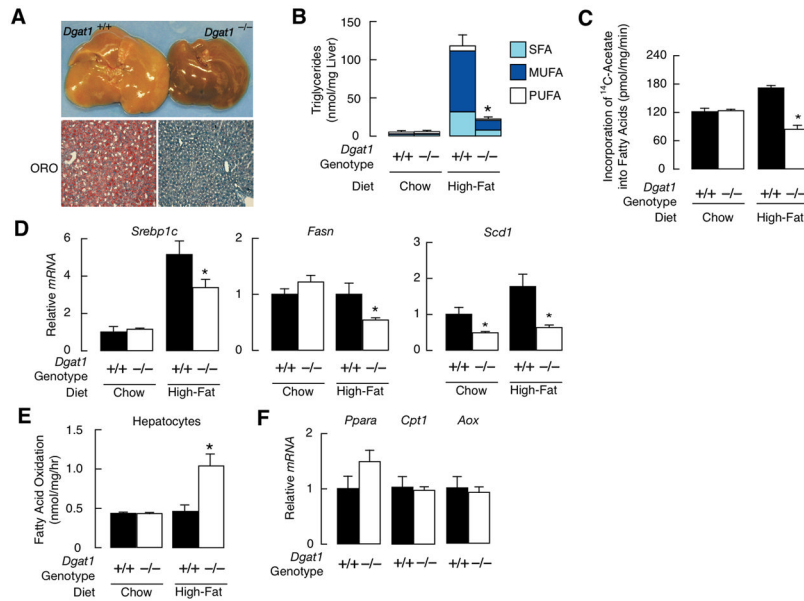 A
Dgat1 +/+
Dgat1 −/−
ORO
B
Triglycerides
(nmol/mg Liver)
150
100
50
0
SFA
MUFA
PUFA
*
Dgat1
Genotype
+/+ −/− +/+ −/−
Diet
Chow High-Fat
C
Incorporation of 14C-Acetate
into Fatty Acids (pmol/mg/min)
240
180
120
60
0
*
Dgat1
Genotype
+/+ −/− +/+ −/−
Diet
Chow High-Fat
D
Relative mRNA
Srebp1c
6
4
2
0
*
Fasn
2
1
0
*
Scd1
3
2
1
0
*
*
Dgat1
Genotype
+/+ −/− +/+ −/− +/+ −/− +/+ −/− +/+ −/− +/+ −/−
Diet
Chow High-Fat Chow High-Fat Chow High-Fat
E
Hepatocytes
Fatty Acid Oxidation
(nmol/mg/hr)
1.5
1.0
0.5
0
*
Dgat1
Genotype
+/+ −/− +/+ −/−
Diet
Chow High-Fat
F
Ppara Cpt1 Aox
Relative mRNA
2
1
0
Dgat1
Genotype
+/+ −/− +/+ −/− +/+ −/−